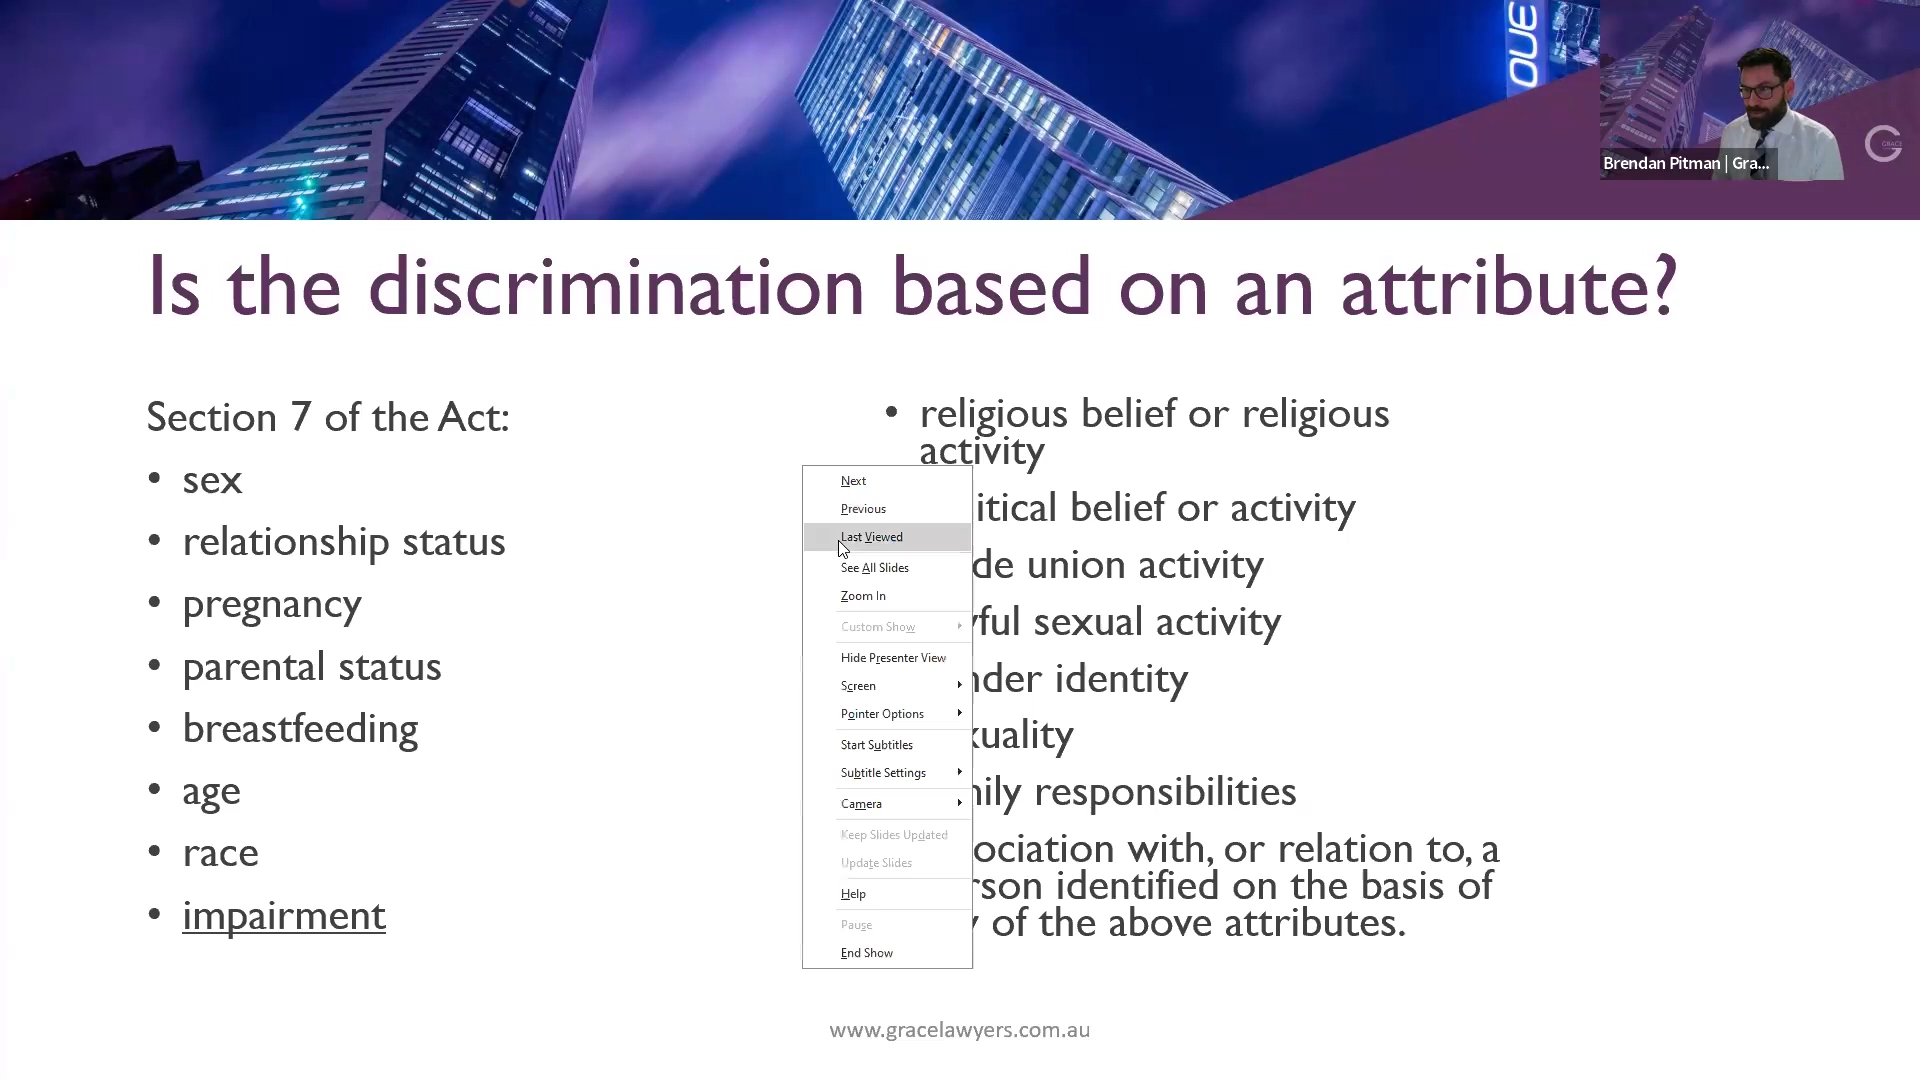 one
Brendan Pitman | Gra...
GRACE
Is the discrimination based on an attribute?
Section 7 of the Act:
• sex
• relationship status
• pregnancy
• parental status
• breastfeeding
• age
• race
• impairment
• religious belief or religious
activity
itical belief or activity
de union activity
ful sexual activity
nder identity
uality
ily responsibilities
ociation with, or relation to, a
rson identified on the basis of
of the above attributes.
Next
Previous
Last Viewed
See All Slides
Zoom In
Custom Show
Hide Presenter View
Screen
Pointer Options
Start Subtitles
Subtitle Settings
Camera
Keep Slides Updated
Update Slides
Help
Pause
End Show
www.gracelawyers.com.au